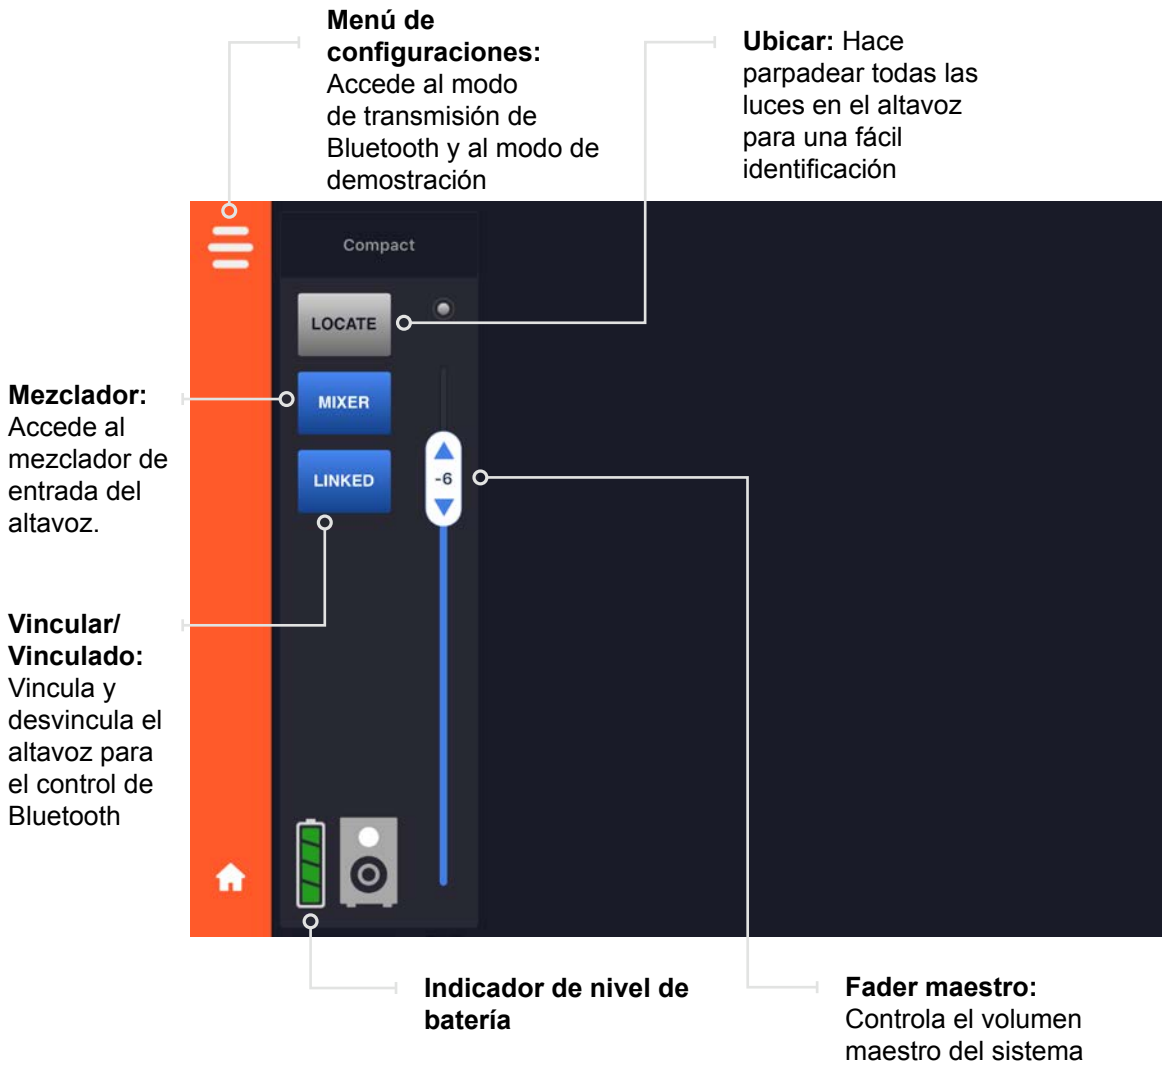 Menú de
configuraciones:
Accede al modo
de transmisión de
Bluetooth y al modo de
demostración
Ubicar: Hace
parpadear todas las
luces en el altavoz
para una fácil
identificación
Compact
LOCATE
MIXER
LINKED
-6
Mezclador:
Accede al
mezclador de
entrada del
altavoz.
Vincular/
Vinculado:
Vincula y
desvincula el
altavoz para
el control de
Bluetooth
Indicador de nivel de
batería
Fader maestro:
Controla el volumen
maestro del sistema